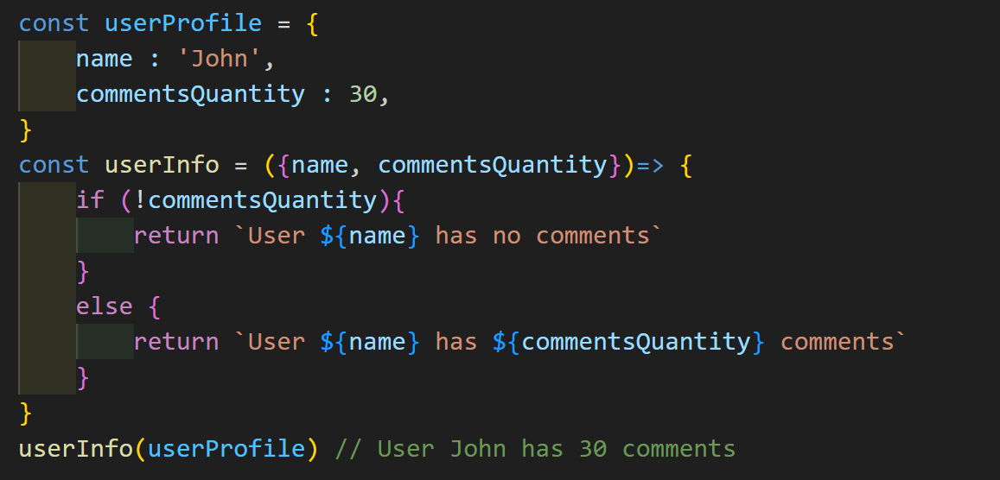 const userProfile = {
    name : 'John',
    commentsQuantity : 30,
}
const userInfo = ({name, commentsQuantity})=> {
    if (!commentsQuantity){
        return `User ${name} has no comments`
    }
    else {
        return `User ${name} has ${commentsQuantity} comments`
    }
}
userInfo(userProfile) // User John has 30 comments